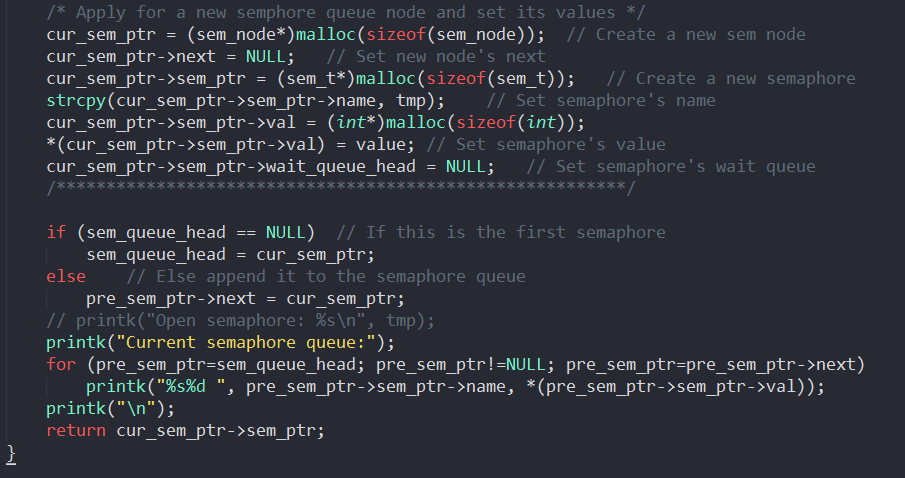 /* Apply for a new semphore queue node and set its values */
cur_sem_ptr = (sem_node*)malloc(sizeof(sem_node));  // Create a new sem node
cur_sem_ptr->next = NULL;   // Set new node's next
cur_sem_ptr->sem_ptr = (sem_t*)malloc(sizeof(sem_t));   // Create a new semaphore
strcpy(cur_sem_ptr->sem_ptr->name, tmp);    // Set semaphore's name
cur_sem_ptr->sem_ptr->val = (int*)malloc(sizeof(int));
*(cur_sem_ptr->sem_ptr->val) = value; // Set semaphore's value
cur_sem_ptr->sem_ptr->wait_queue_head = NULL;   // Set semaphore's wait queue
/*********************************************************/
if (sem_queue_head == NULL)  // If this is the first semaphore
    sem_queue_head = cur_sem_ptr;
else    // Else append it to the semaphore queue
    pre_sem_ptr->next = cur_sem_ptr;
// printk("Open semaphore: %s\n", tmp);
printk("Current semaphore queue:");
for (pre_sem_ptr=sem_queue_head; pre_sem_ptr!=NULL; pre_sem_ptr=pre_sem_ptr->next)
    printk("%s%d ", pre_sem_ptr->sem_ptr->name, *(pre_sem_ptr->sem_ptr->val));
printk("\n");
return cur_sem_ptr->sem_ptr;
}